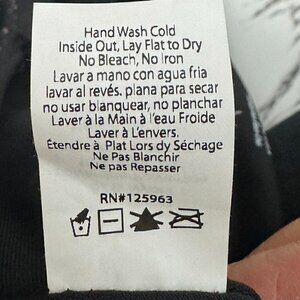 Hand Wash Cold
Inside Out, Lay Flat to Dry
No Bleach, No Iron
Lavar a mano con agua fria
lavar al revés. plana para secar
no usar blanquear, no planchar
Laver à la Main à l'eau Froide
Laver à L'envers.
Étendre à Plat Lors dy Séchage
Ne Pas Blanchir
Ne pas Repasser
RN#125963